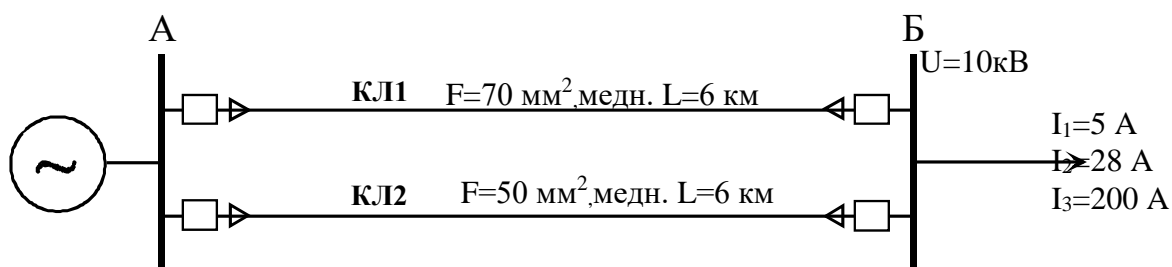 А
Б
U=10кВ
КЛ1 F=70 мм²,медн. L=6 км
I₁=5 А
I₂=28 А
КЛ2 F=50 мм²,медн. L=6 км
I₃=200 А
~